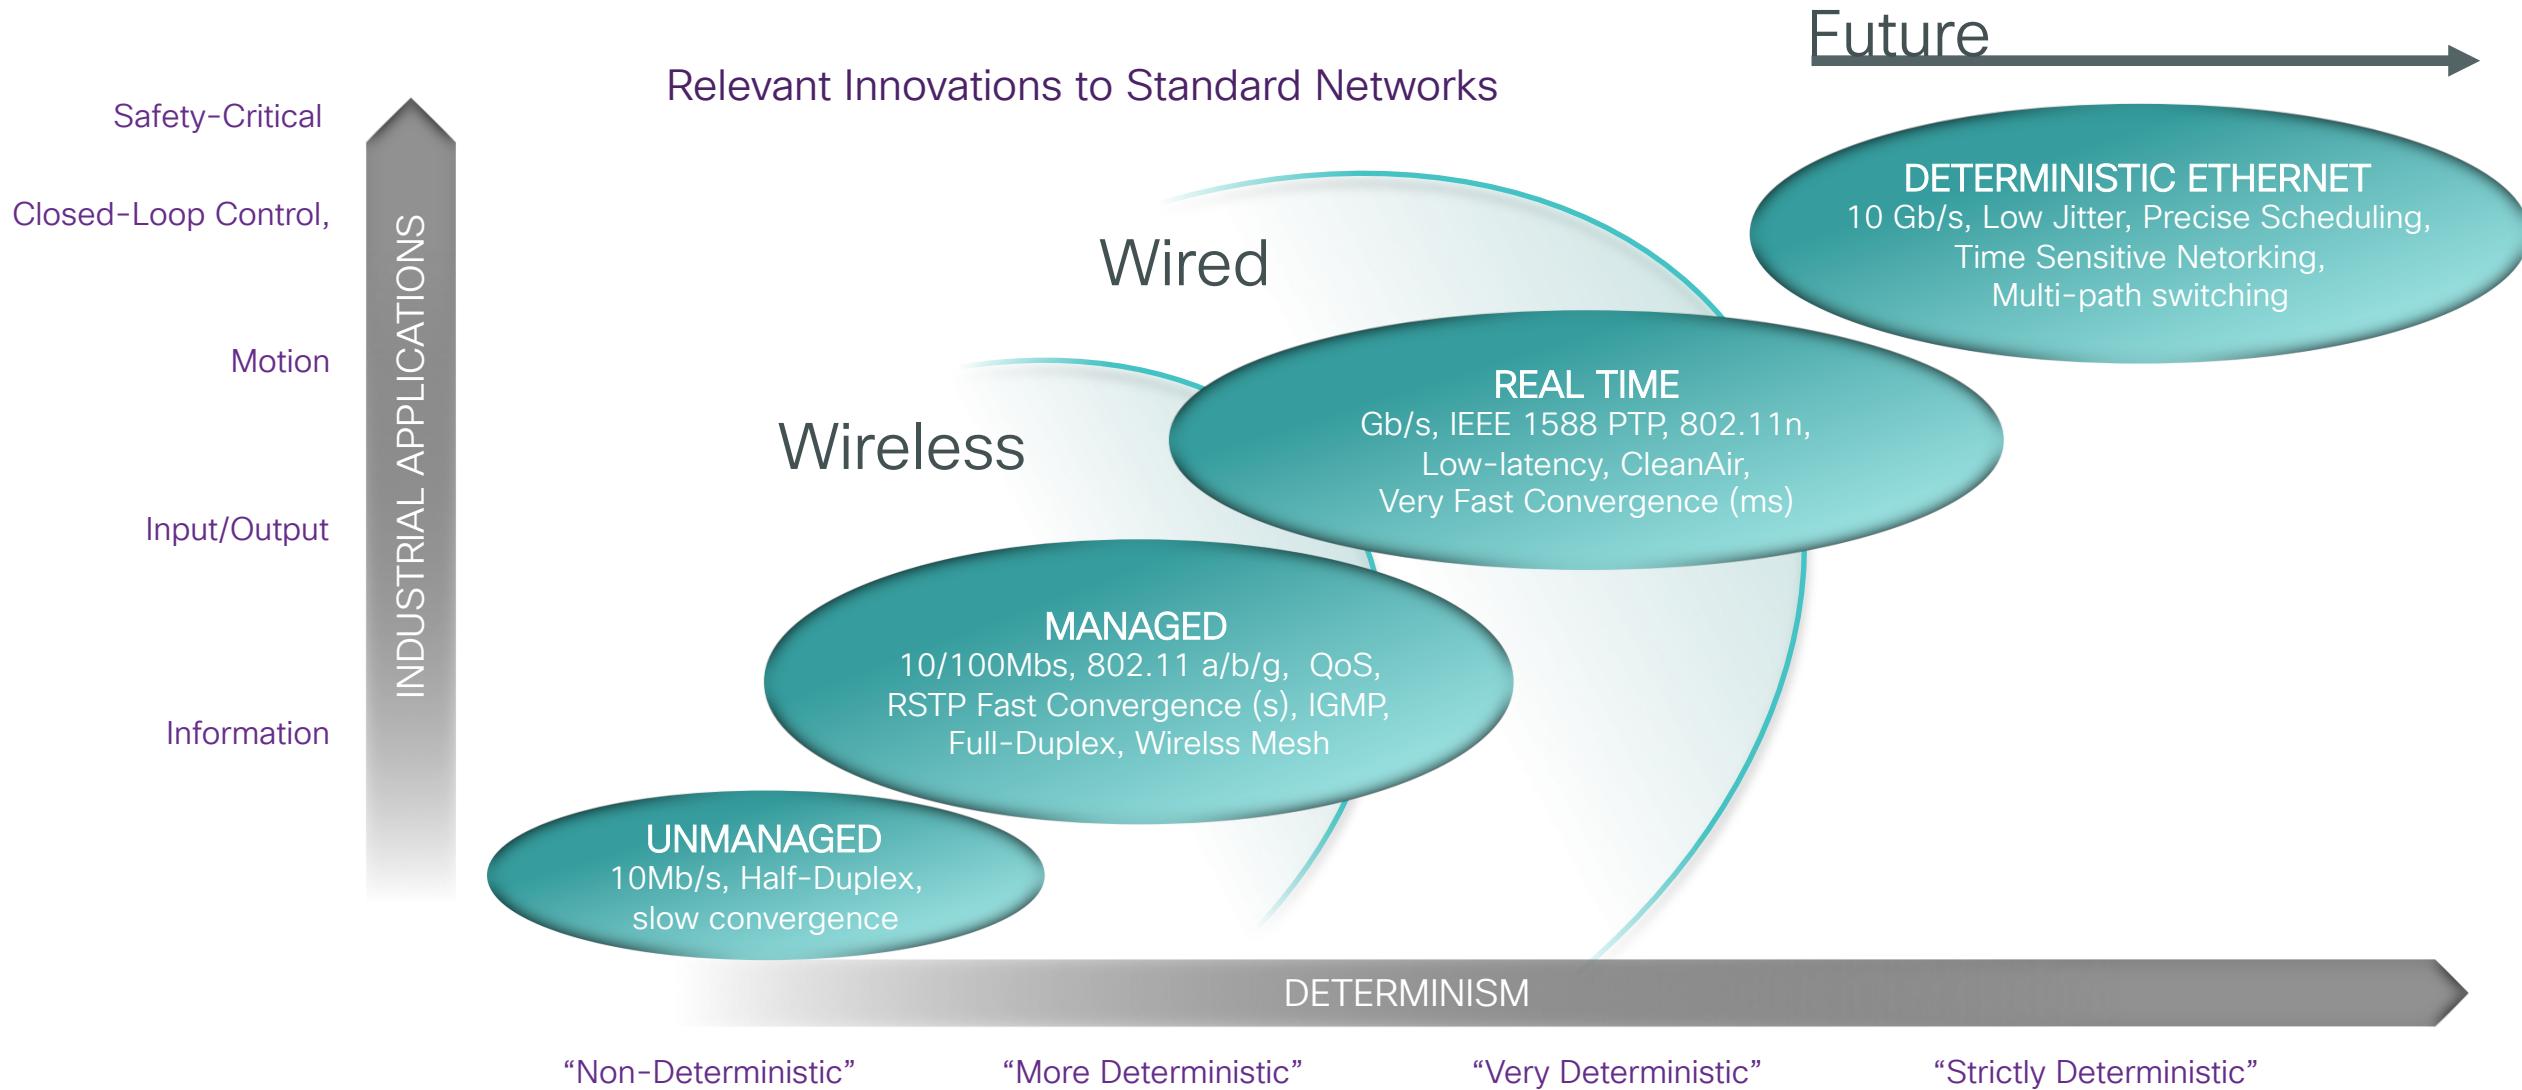 Future
Relevant Innovations to Standard Networks
Safety-Critical
Closed-Loop Control,
Motion
Input/Output
Information
INDUSTRIAL APPLICATIONS
Wired
Wireless
DETERMINISTIC ETHERNET
10 Gb/s, Low Jitter, Precise Scheduling,
Time Sensitive Netorking,
Multi-path switching
REAL TIME
Gb/s, IEEE 1588 PTP, 802.11n,
Low-latency, CleanAir,
Very Fast Convergence (ms)
MANAGED
10/100Mbs, 802.11 a/b/g, QoS,
RSTP Fast Convergence (s), IGMP,
Full-Duplex, Wirelss Mesh
UNMANAGED
10Mb/s, Half-Duplex,
slow convergence
DETERMINISM
“Non-Deterministic”
“More Deterministic”
“Very Deterministic”
“Strictly Deterministic”